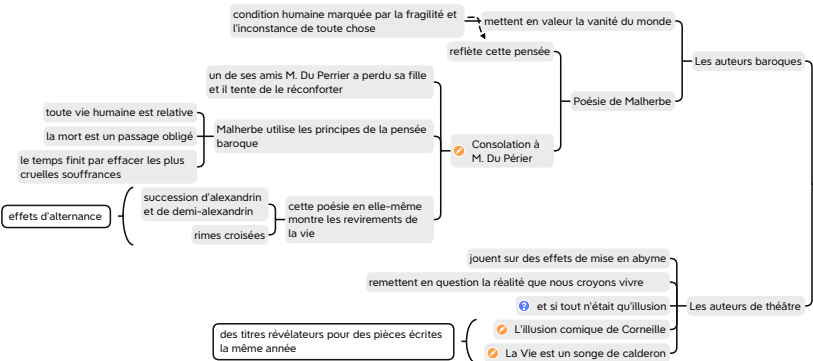 condition humaine marquée par la fragilité et
l'inconstance de toute chose
mettent en valeur la vanité du monde
reflète cette pensée
Les auteurs baroques
un de ses amis M. Du Perrier a perdu sa fille
et il tente de le réconforter
Poésie de Malherbe
toute vie humaine est relative
la mort est un passage obligé
le temps finit par effacer les plus
cruelles souffrances
Malherbe utilise les principes de la pensée
baroque
Consolation à
M. Du Périer
succession d'alexandrin
et de demi-alexandrin
rimes croisées
effets d'alternance
cette poésie en elle-même
montre les revirements de
la vie
jouent sur des effets de mise en abyme
remettent en question la réalité que nous croyons vivre
et si tout n'était qu'illusion
Les auteurs de théâtre
L'illusion comique de Corneille
La Vie est un songe de calderon
des titres révélateurs pour des pièces écrites
la même année